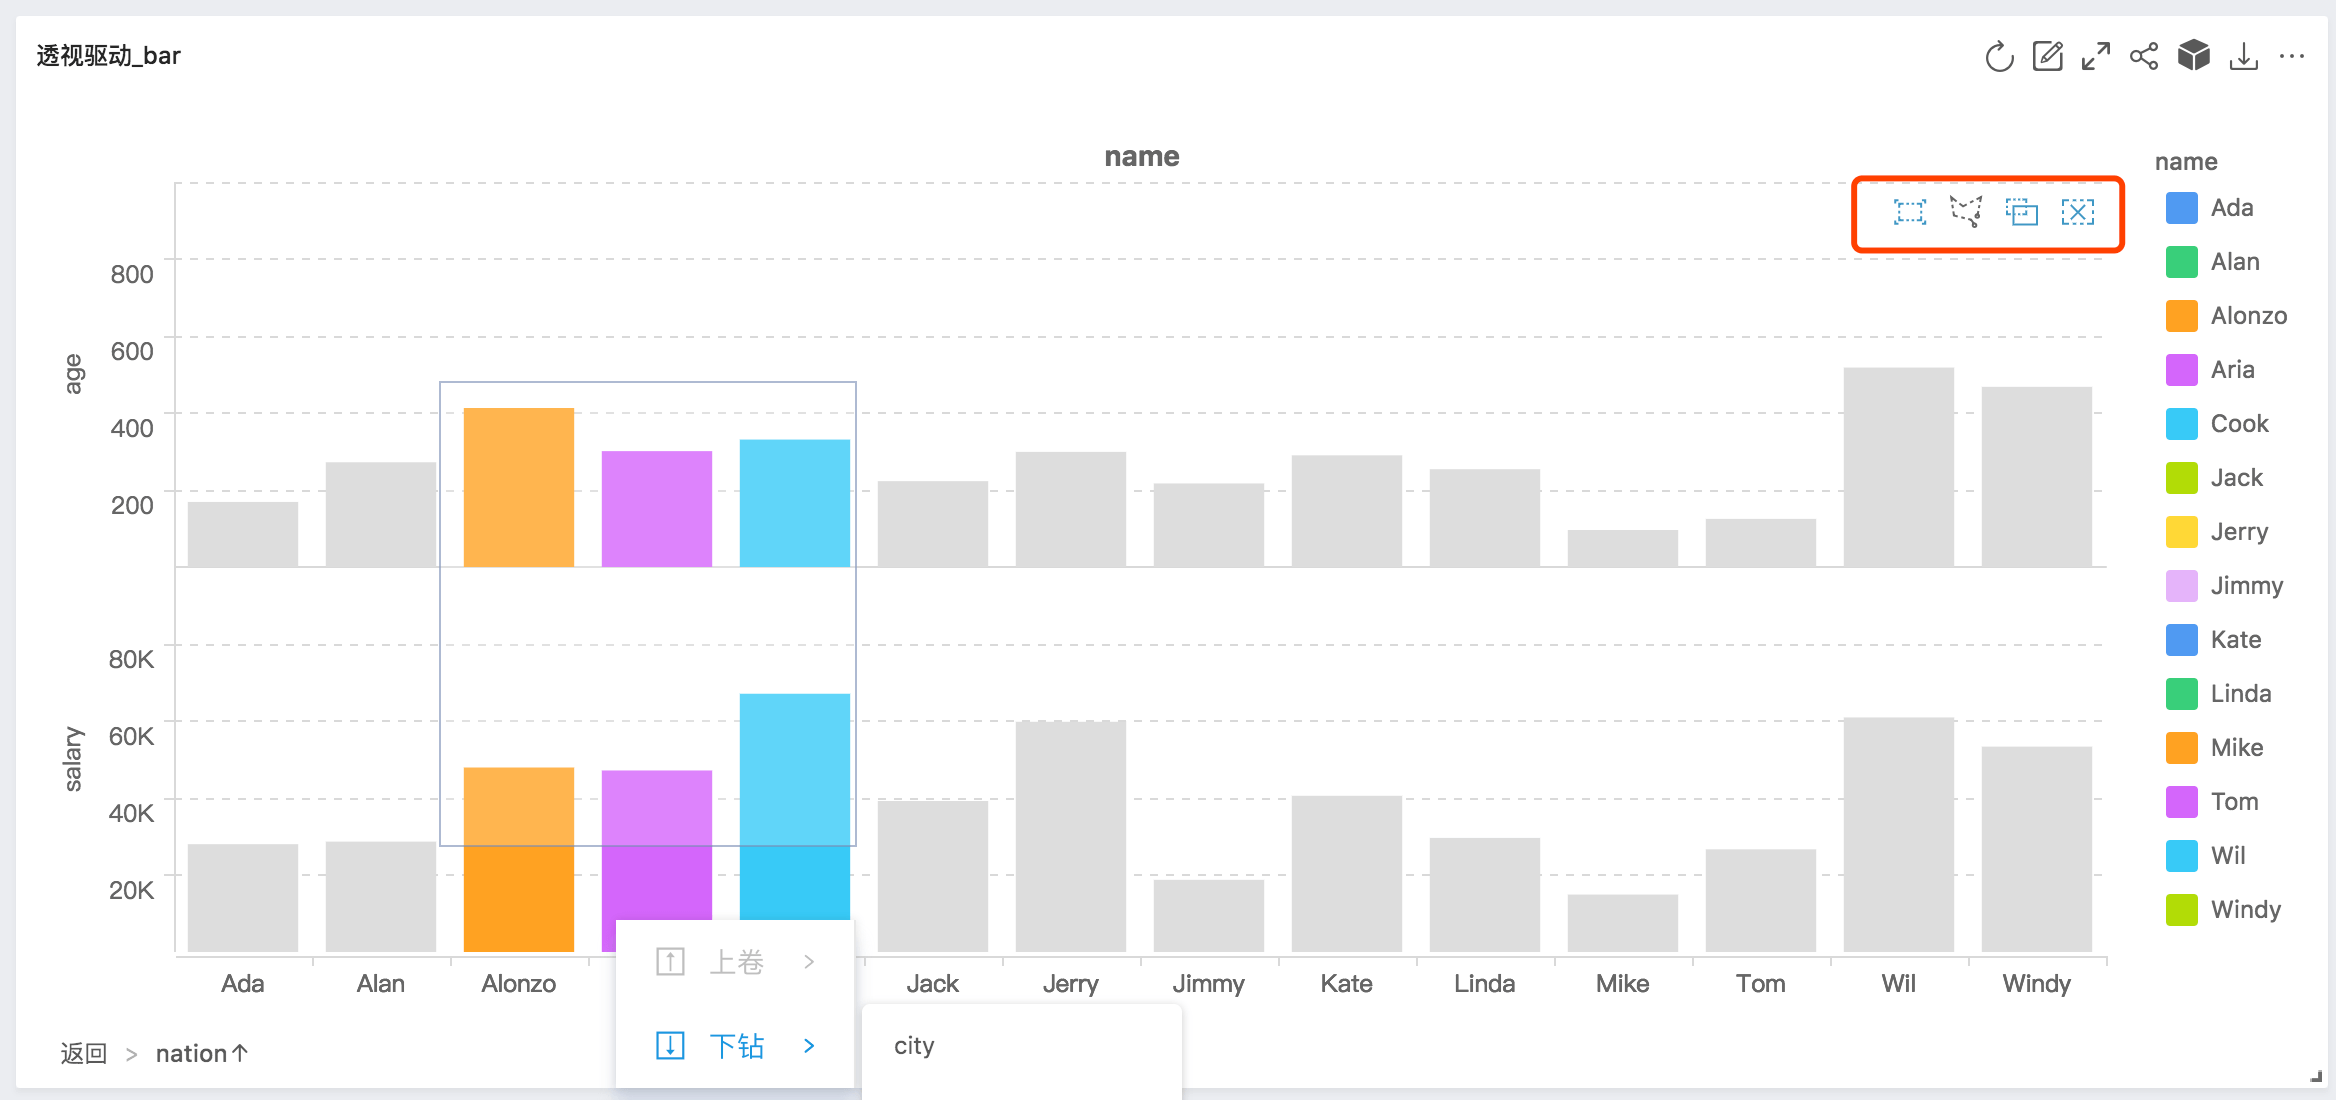 透视驱动_bar
name
name
Ada
Alan
Alonzo
Aria
Cook
Jack
Jerry
Jimmy
Kate
Linda
Mike
Tom
Wil
Windy
age
800
600
400
200
salary
80K
60K
40K
20K
Ada Alan Alonzo Jack Jerry Jimmy Kate Linda Mike Tom Wil Windy
上卷 >
下钻 >
city
返回 > nation↑